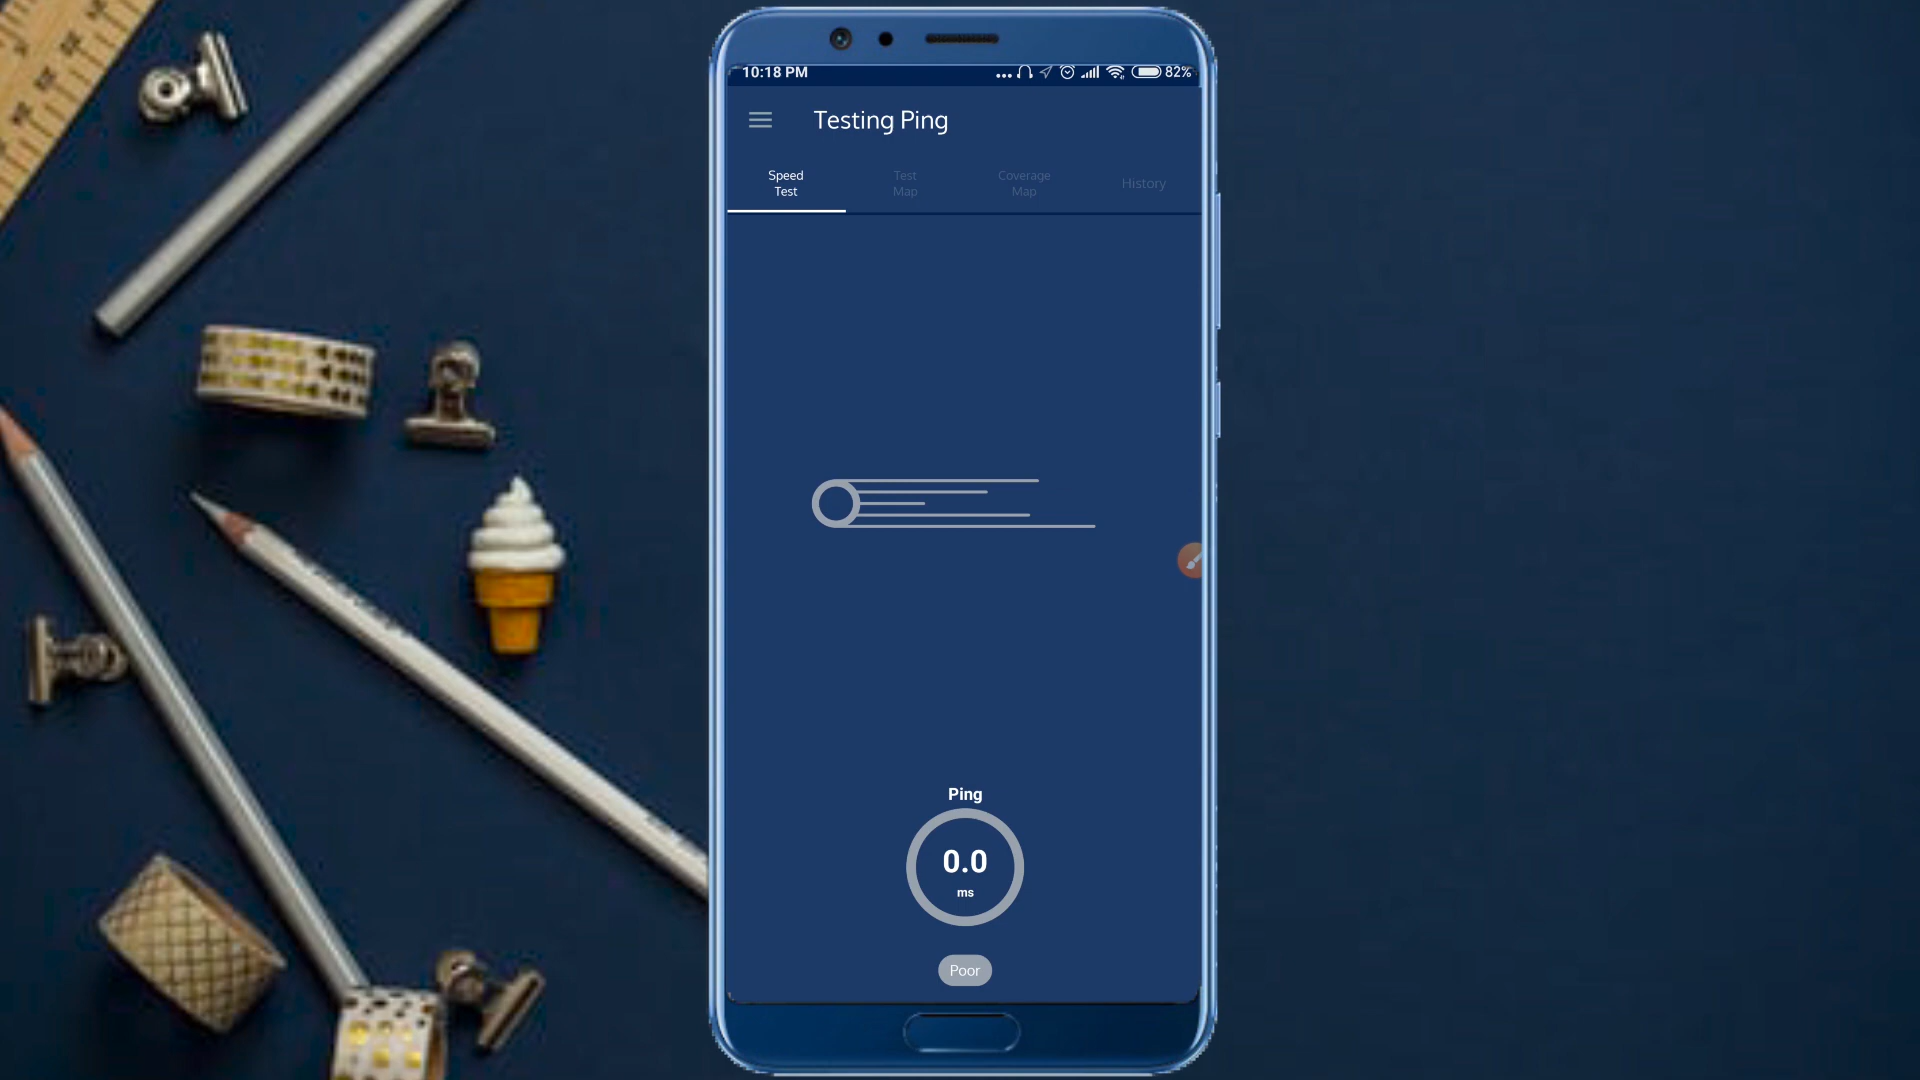 10:18 PM
82%
Testing Ping
Speed
Test
Test
Map
Coverage
Map
History
Ping
0.0
ms
Poor